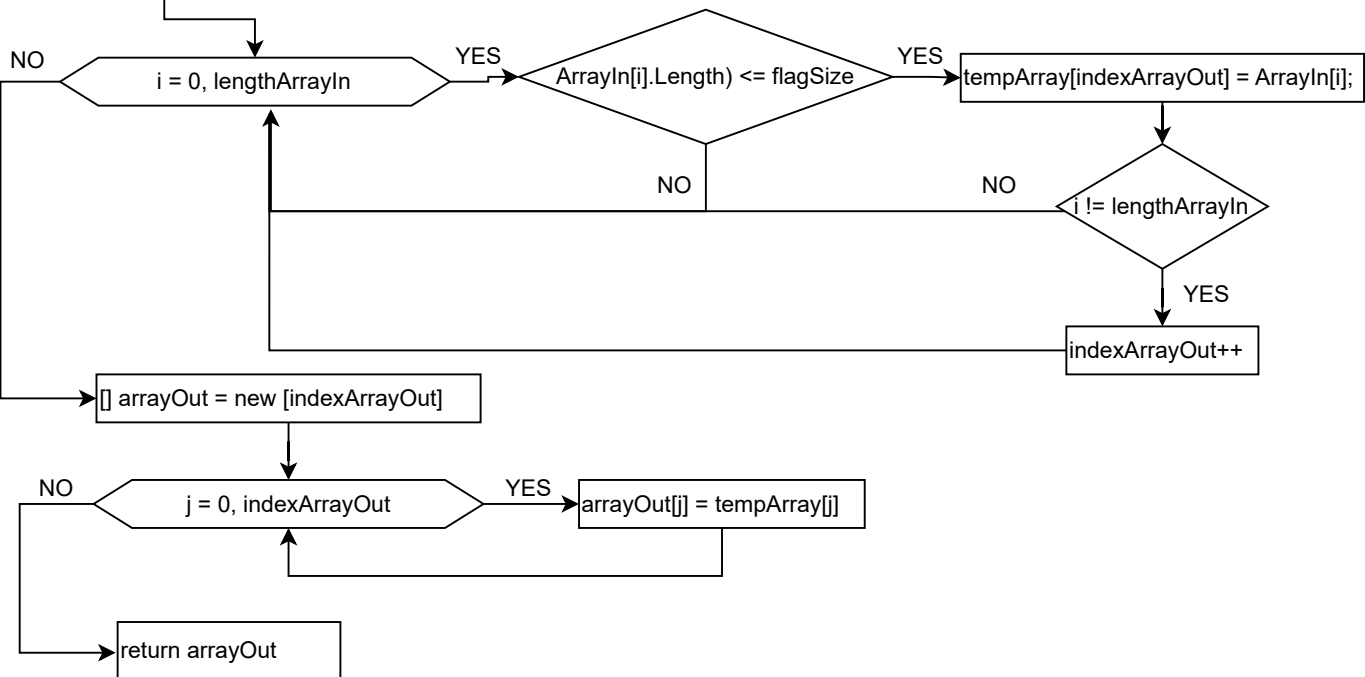 NO
i = 0, lengthArrayIn
YES
ArrayIn[i].Length) <= flagSize
YES
tempArray[indexArrayOut] = ArrayIn[i];
NO
NO
i != lengthArrayIn
YES
indexArrayOut++
[] arrayOut = new [indexArrayOut]
NO
j = 0, indexArrayOut
YES
arrayOut[j] = tempArray[j]
return arrayOut